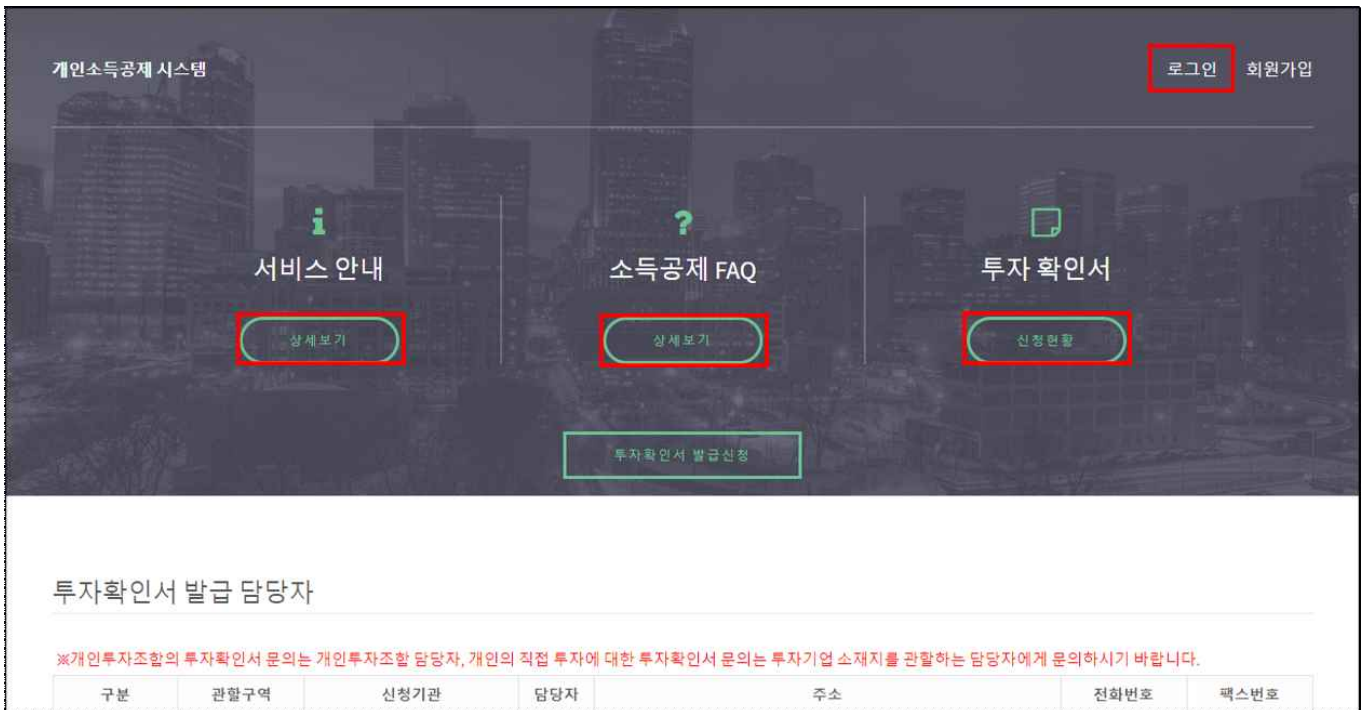 개인소득공제 시스템
로그인 회원가입
서비스 안내
상세보기
소득공제 FAQ
상세보기
투자 확인서
신청현황
투자확인서 발급신청
투자확인서 발급 담당자
※개인투자조합의 투자확인서 문의는 개인투자조합 담당자, 개인의 직접 투자에 대한 투자확인서 문의는 투자기업 소재지를 관할하는 담당자에게 문의하시기 바랍니다.
구분 관할구역 신청기관 담당자 주소 전화번호 팩스번호